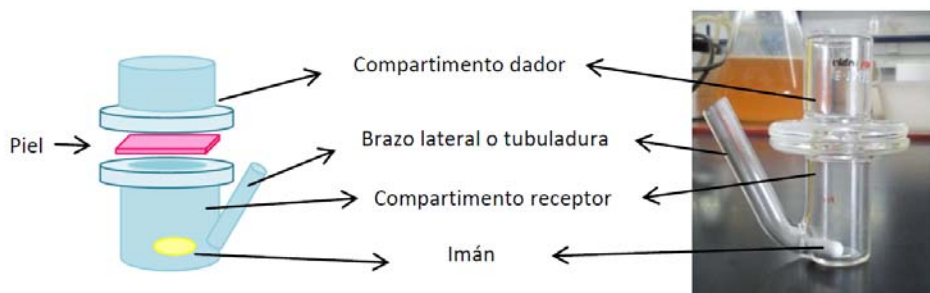 Compartimento dador
Piel
Brazo lateral o tubuladura
Compartimento receptor
Imán